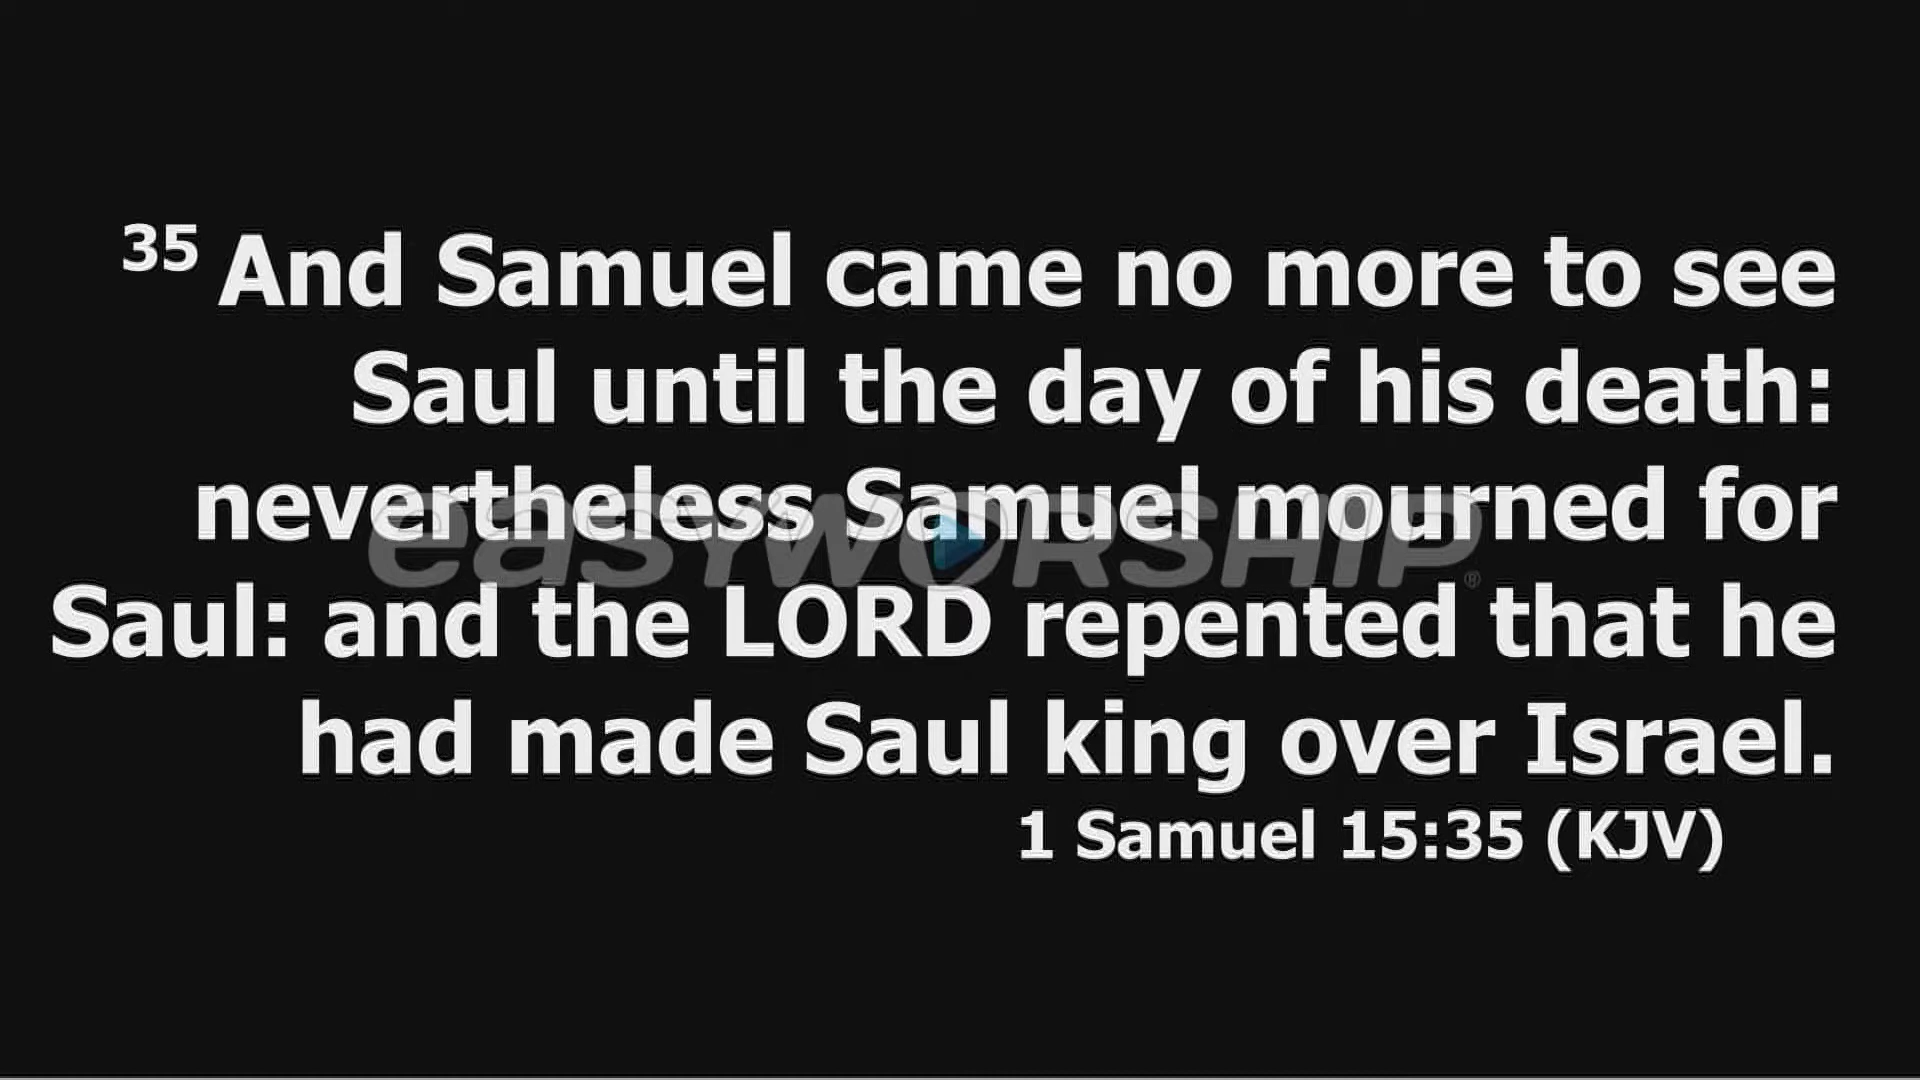 35 And Samuel came no more to see
Saul until the day of his death:
nevertheless Samuel mourned for
easyWORSHIP®
Saul: and the LORD repented that he
had made Saul king over Israel.
1 Samuel 15:35 (KJV)